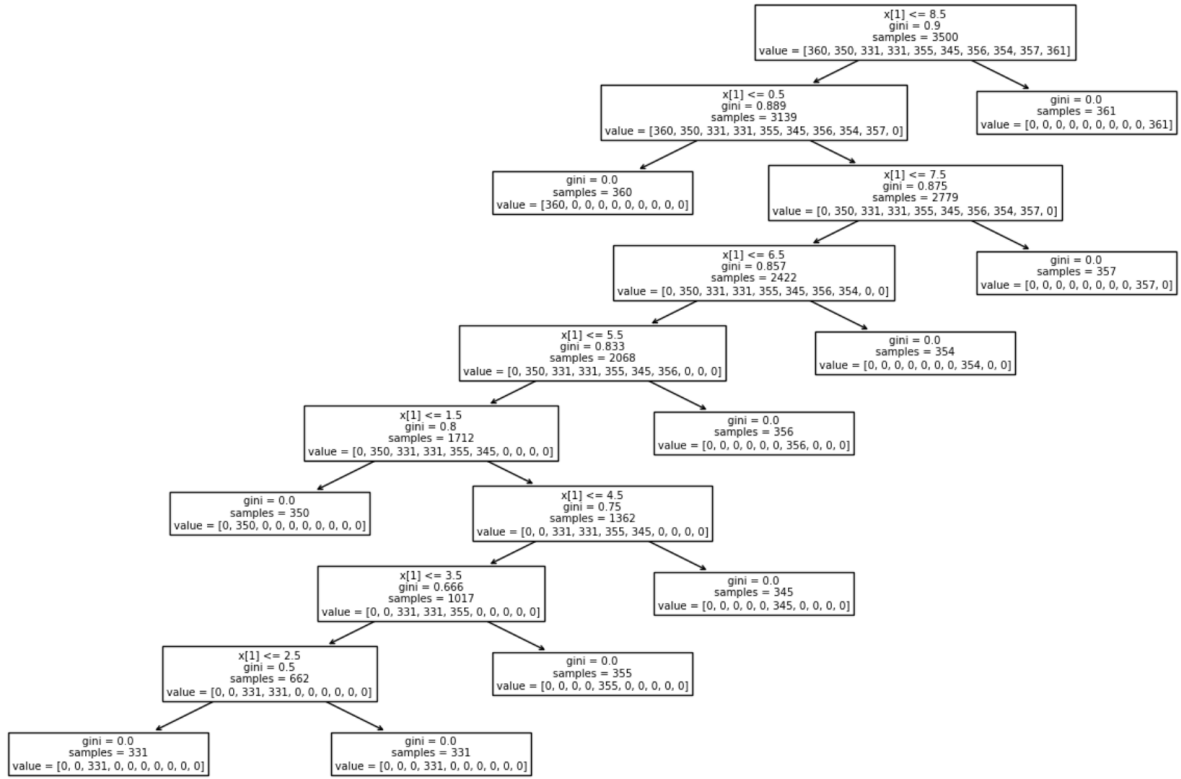 x[1] <= 8.5
gini = 0.9
samples = 3500
value = [360, 350, 331, 331, 355, 345, 356, 354, 357, 361]
x[1] <= 0.5
gini = 0.889
samples = 3139
value = [360, 350, 331, 331, 355, 345, 356, 354, 357, 0]
gini = 0.0
samples = 361
value = [0, 0, 0, 0, 0, 0, 0, 0, 0, 361]
gini = 0.0
samples = 360
value = [360, 0, 0, 0, 0, 0, 0, 0, 0, 0]
x[1] <= 7.5
gini = 0.875
samples = 2779
value = [0, 350, 331, 331, 355, 345, 356, 354, 357, 0]
x[1] <= 6.5
gini = 0.857
samples = 2422
value = [0, 350, 331, 331, 355, 345, 356, 354, 0, 0]
gini = 0.0
samples = 357
value = [0, 0, 0, 0, 0, 0, 0, 0, 357, 0]
x[1] <= 5.5
gini = 0.833
samples = 2068
value = [0, 350, 331, 331, 355, 345, 356, 0, 0, 0]
gini = 0.0
samples = 354
value = [0, 0, 0, 0, 0, 0, 0, 354, 0, 0]
x[1] <= 1.5
gini = 0.8
samples = 1712
value = [0, 350, 331, 331, 355, 345, 0, 0, 0, 0]
gini = 0.0
samples = 356
value = [0, 0, 0, 0, 0, 0, 356, 0, 0, 0]
gini = 0.0
samples = 350
value = [0, 350, 0, 0, 0, 0, 0, 0, 0, 0]
x[1] <= 4.5
gini = 0.75
samples = 1362
value = [0, 0, 331, 331, 355, 345, 0, 0, 0, 0]
x[1] <= 3.5
gini = 0.666
samples = 1017
value = [0, 0, 331, 331, 355, 0, 0, 0, 0, 0]
gini = 0.0
samples = 345
value = [0, 0, 0, 0, 0, 345, 0, 0, 0, 0]
x[1] <= 2.5
gini = 0.5
samples = 662
value = [0, 0, 331, 331, 0, 0, 0, 0, 0, 0]
gini = 0.0
samples = 355
value = [0, 0, 0, 0, 355, 0, 0, 0, 0, 0]
gini = 0.0
samples = 331
value = [0, 0, 331, 0, 0, 0, 0, 0, 0, 0]
gini = 0.0
samples = 331
value = [0, 0, 0, 331, 0, 0, 0, 0, 0, 0]